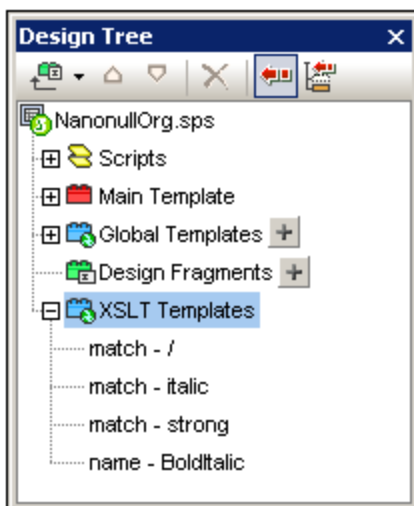 Design Tree
NanonullOrg.sps
Scripts
Main Template
Global Templates
Design Fragments
XSLT Templates
match - /
match - italic
match - strong
name - BoldItalic